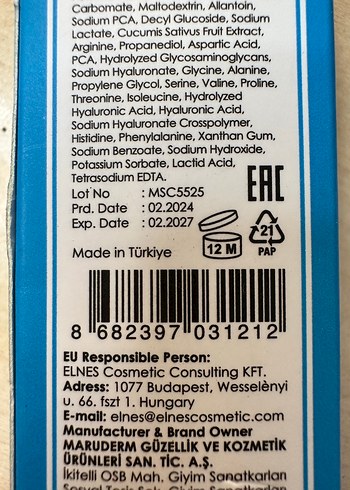 Carbomate, Maltodextrin, Allantoin,
Sodium PCA, Decyl Glucoside, Sodium
Lactate, Cucumis Sativus Fruit Extract,
Arginine, Propanediol, Aspartic Acid,
PCA, Hydrolyzed Glycosaminoglycans,
Sodium Hyaluronate, Glycine, Alanine,
Propylene Glycol, Serine, Valine, Proline,
Threonine, Isoleucine, Hydrolyzed
Hyaluronic Acid, Hyaluronic Acid,
Sodium Hyaluronate Crosspolymer,
Histidine, Phenylalanine, Xanthan Gum,
Sodium Benzoate, Sodium Hydroxide,
Potassium Sorbate, Lactid Acid,
Tetrasodium EDTA.
Lot No : MSC5525
Prd. Date : 02.2024
Exp. Date : 02.2027
EAC
12 M
21
PAP
Made in Türkiye
8 682397 031212
EU Responsible Person:
ELNES Cosmetic Consulting KFT.
Adress: 1077 Budapest, Wesselènyi
u. 66. fszt 1. Hungary
E-mail: elnes@elnescosmetic.com
Manufacturer & Brand Owner
MARUDERM GÜZELLİK VE KOZMETİK
ÜRÜNLERİ SAN. TİC. A.Ş.
İkitelli OSB Mah. Giyim Sanatkarları